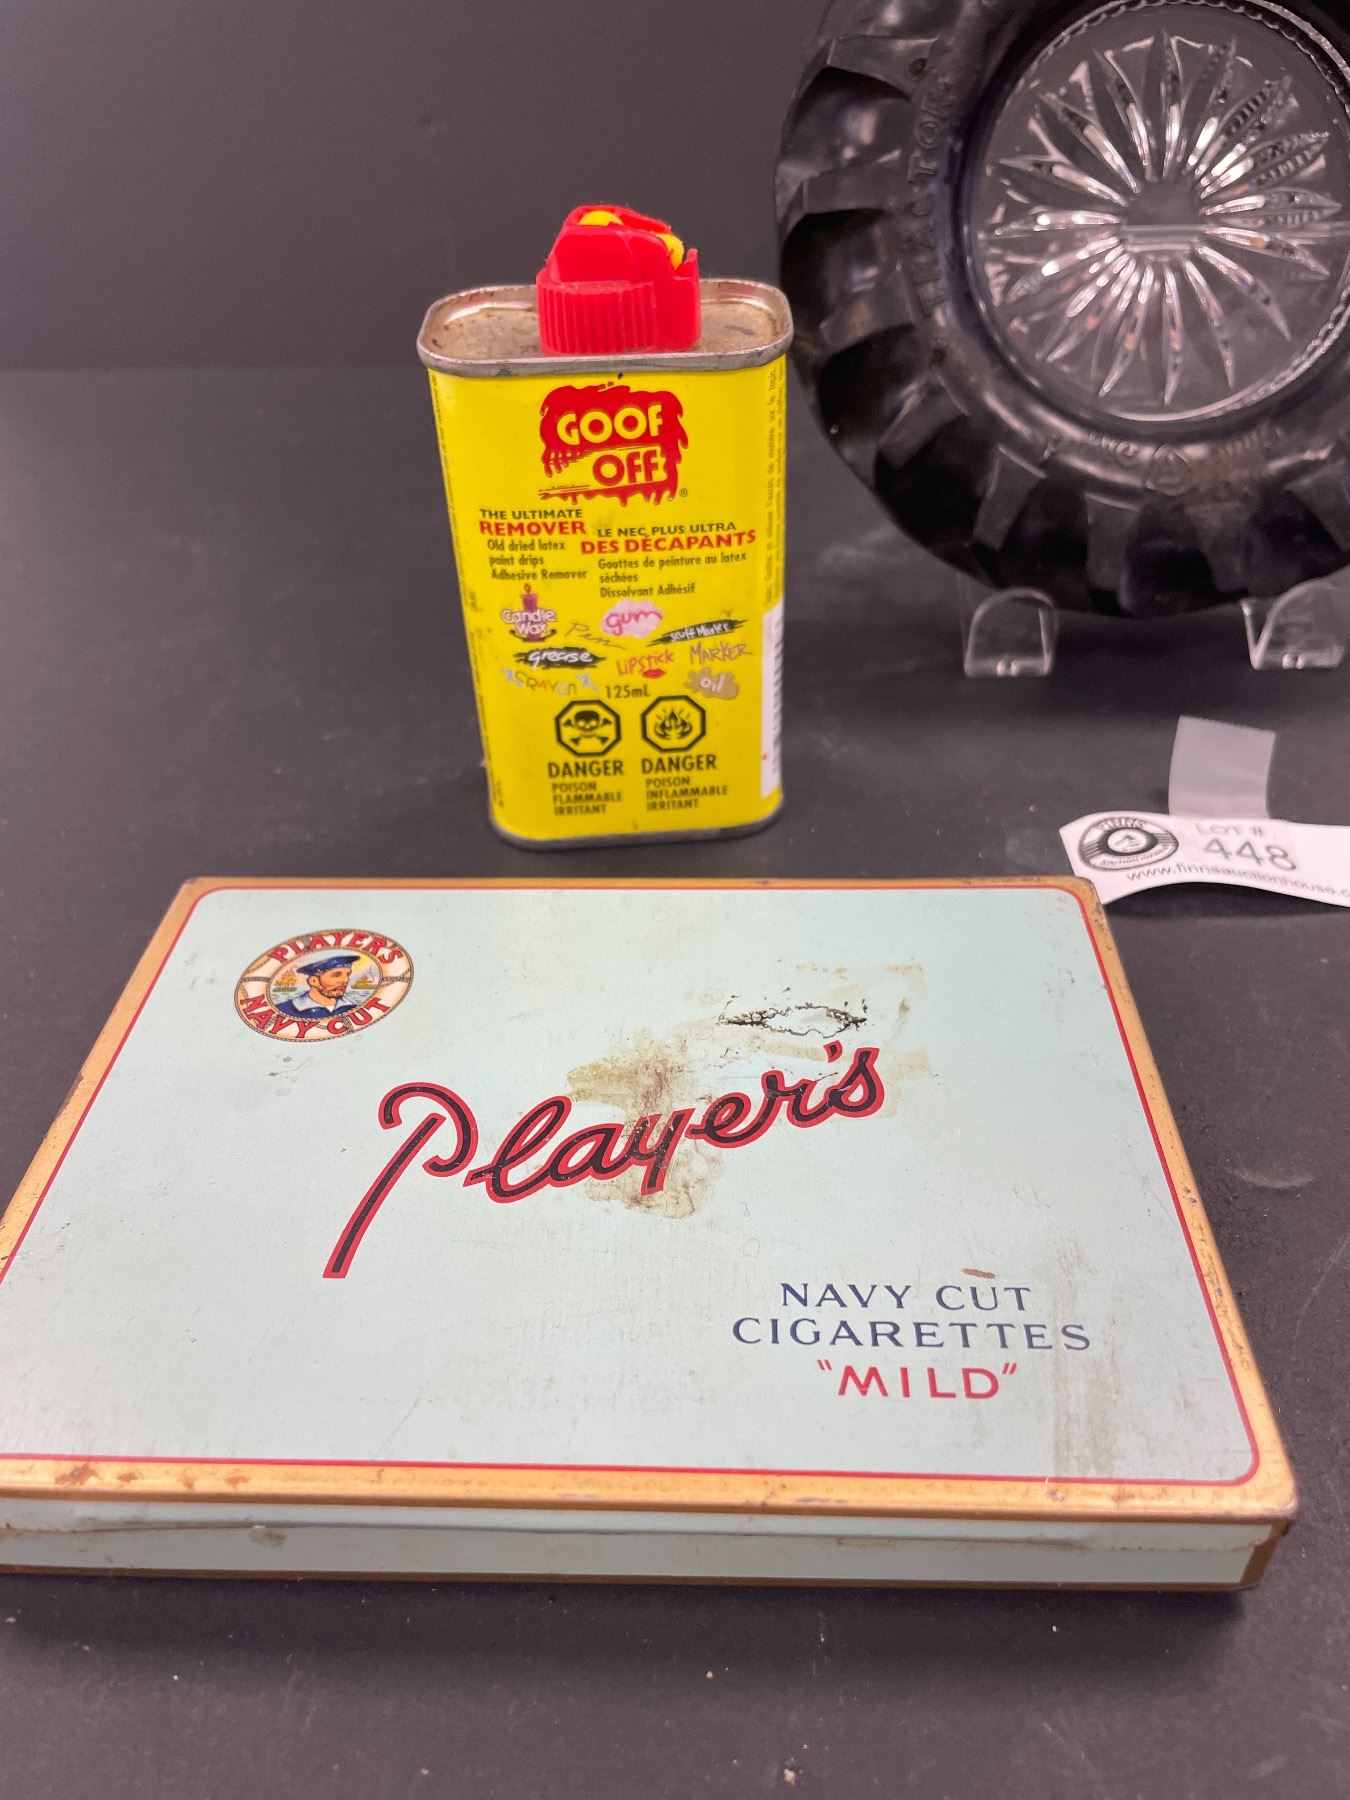 GOOF
OFF
®
THE ULTIMATE
REMOVER
Old dried latex
paint drips
Adhesive Remover
LE NEC PLUS ULTRA
DES DÉCAPANTS
Gouttes de peinture au latex
séchées
Dissolvant Adhésif
Candle
Wax
Pen
gum
scuff Marks
grease
LiPStick
MARKER
CRAYON
125mL
oil
DANGER
POISON
FLAMMABLE
IRRITANT
DANGER
POISON
INFLAMMABLE
IRRITANT
TRACTOR
LOT #
448
www.finnisauctionhouse.c
PLAYER'S
NAVY CUT
Player's
NAVY CUT
CIGARETTES
"MILD"